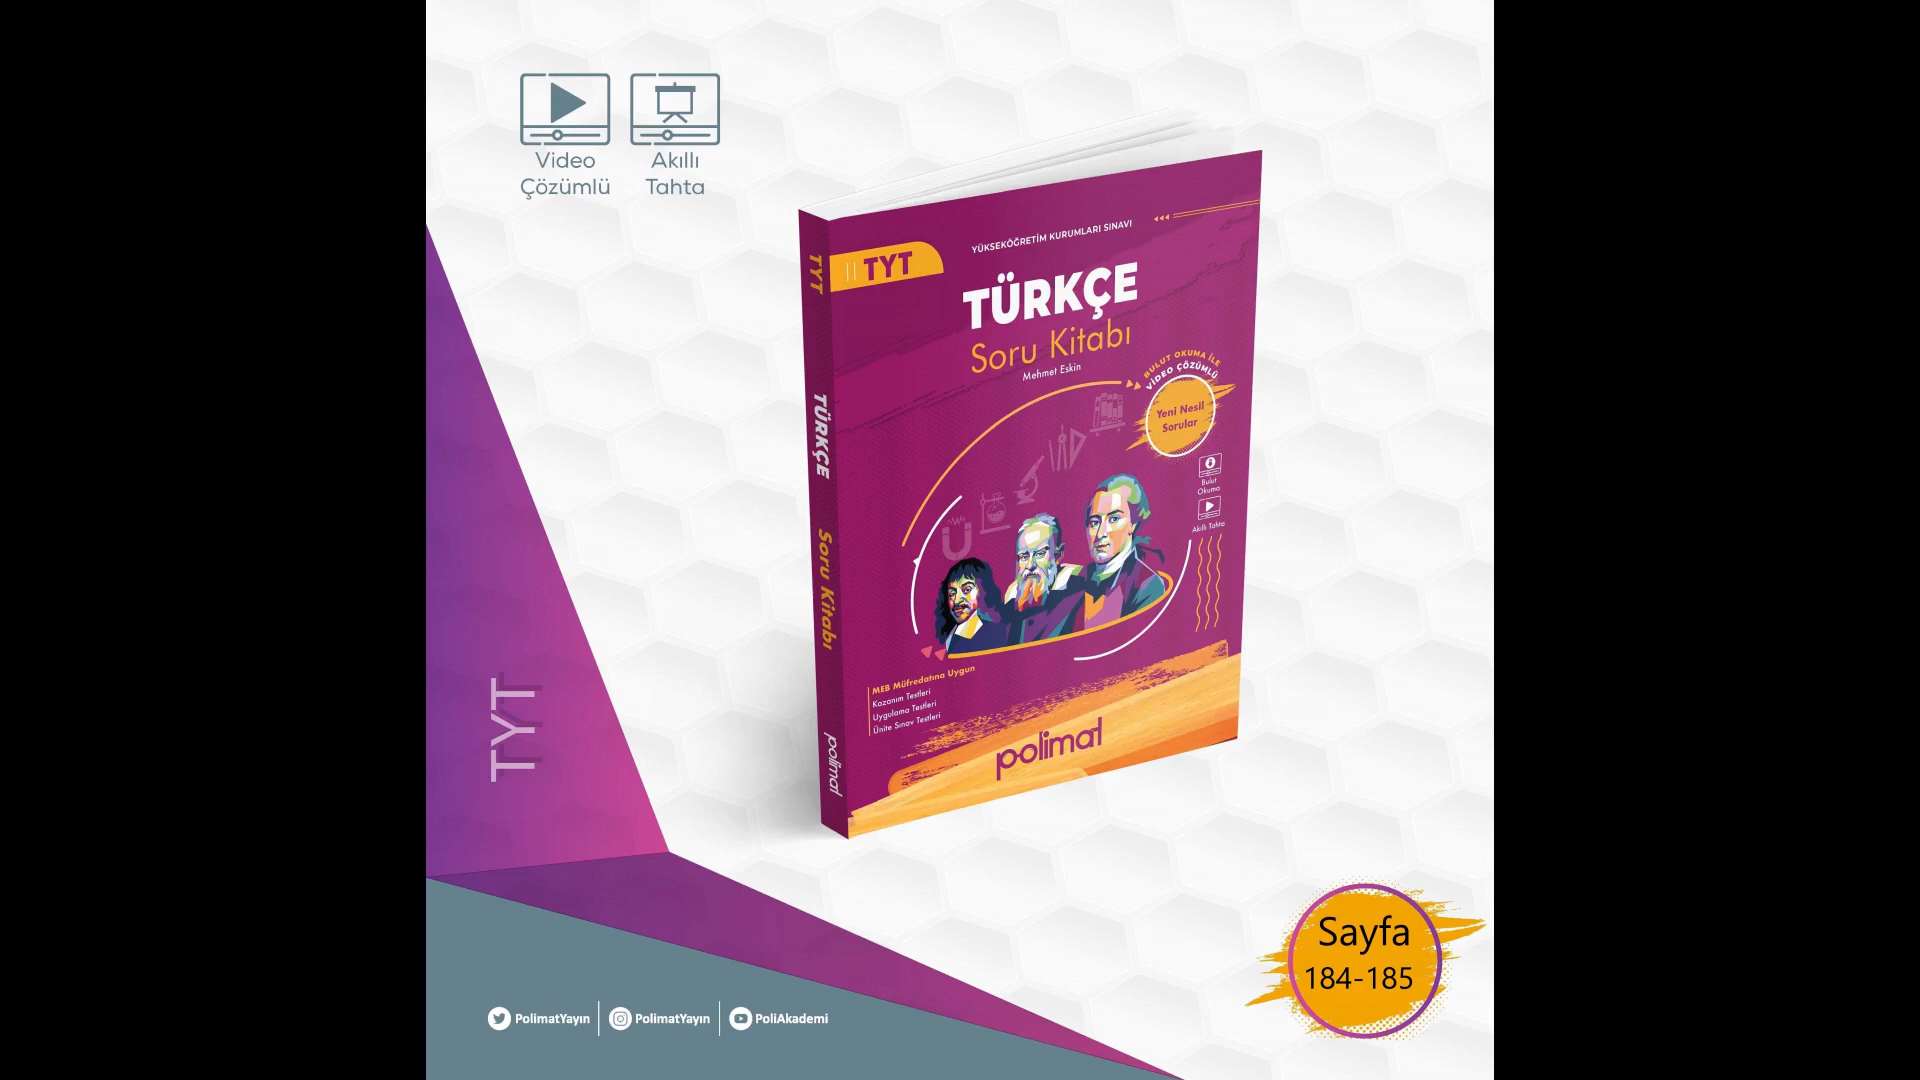 Video
Çözümlü
Akıllı
Tahta
YÜKSEKÖĞRETİM KURUMLARI SINAVI
TYT
TÜRKÇE
Soru Kitabı
Mehmet Eskin
BULUT OKUMA İLE
VİDEO ÇÖZÜMLÜ
Yeni Nesil
Sorular
Bulut
Okuma
Akıllı Tahta
MEB Müfredatına Uygun
Kazanım Testleri
Uygulama Testleri
Ünite Sınav Testleri
polimat
TYT
TÜRKÇE
Soru Kitabı
polimat
TYT
Sayfa
184-185
PolimatYayın
PolimatYayın
PoliAkademi